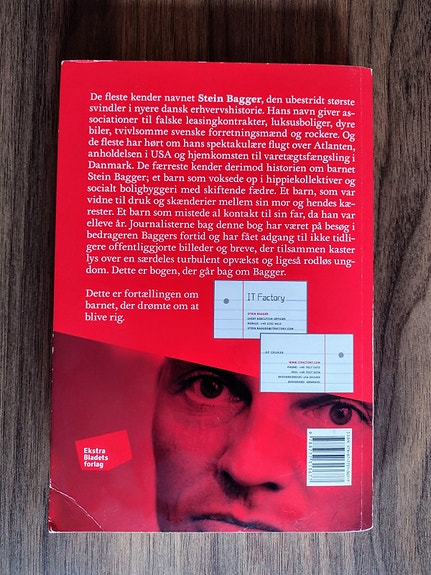 De fleste kender navnet Stein Bagger, den ubestridt største
svindler i nyere dansk erhvervshistorie. Hans navn giver as-
sociationer til falske leasingkontrakter, luksusboliger, dyre
biler, tvivlsomme svenske forretningsmænd og rockere. Og
de fleste har hørt om hans spektakulære flugt over Atlanten,
anholdelsen i USA og hjemkomsten til varetægtsfængsling i
Danmark. De færreste kender derimod historien om barnet
Stein Bagger; et barn som voksede op i hippiekollektiver og
socialt boligbyggeri med skiftende fædre. Et barn, som var
vidne til druk og skænderier mellem sin mor og hendes kæ-
rester. Et barn som mistede al kontakt til sin far, da han var
elleve år. Journalisterne bag denne bog har været på besøg i
bedrageren Baggers fortid og har fået adgang til ikke tidli-
gere offentliggjorte billeder og breve, der tilsammen kaster
lys over en særdeles turbulent opvækst og ligeså rodløs ung-
dom. Dette er bogen, der går bag om Bagger.
Dette er fortællingen om
barnet, der drømte om at
blive rig.
IT Factory
STEIN BAGGER
CHIEF EXECUTIVE OFFICER
WWW.ITFACTORY.COM
Ekstra
Bladets
forlag